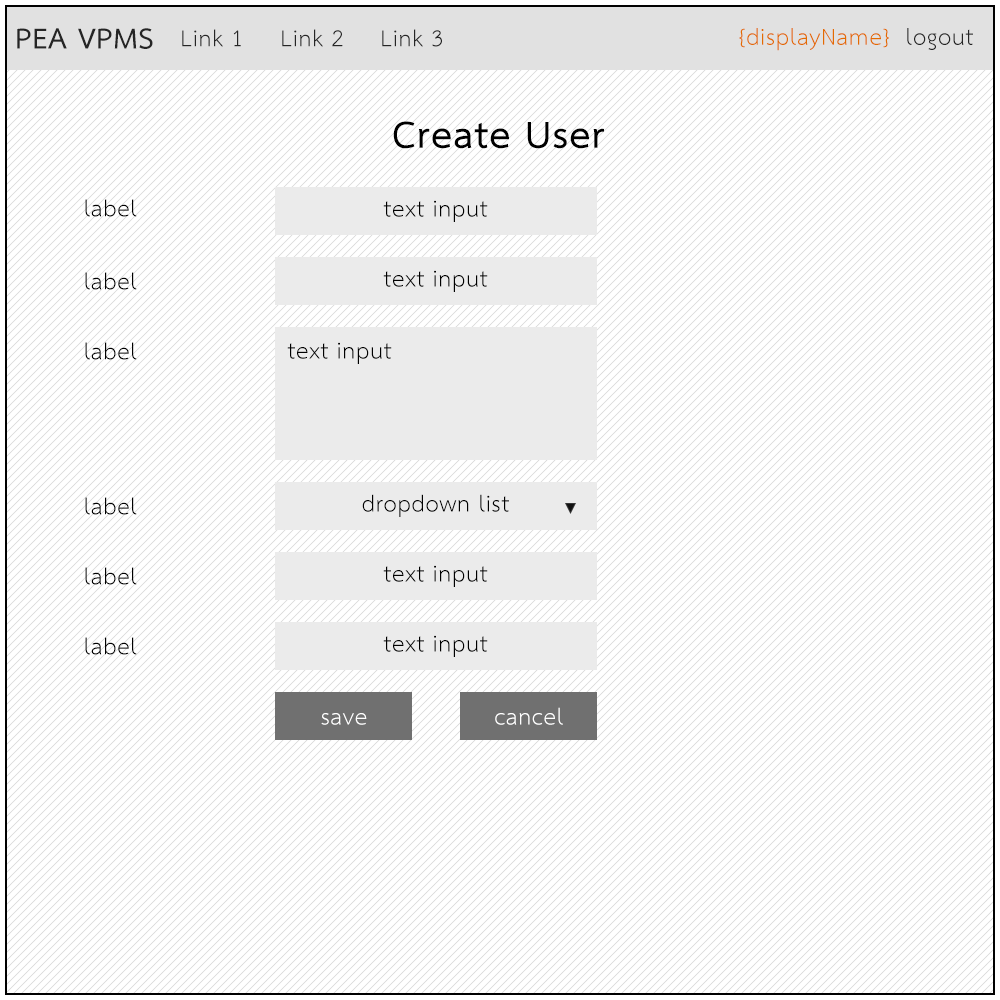 PEA VPMS Link 1 Link 2 Link 3 {displayName} logout
Create User
label text input
label text input
label text input
label dropdown list ▼
label text input
label text input
save cancel